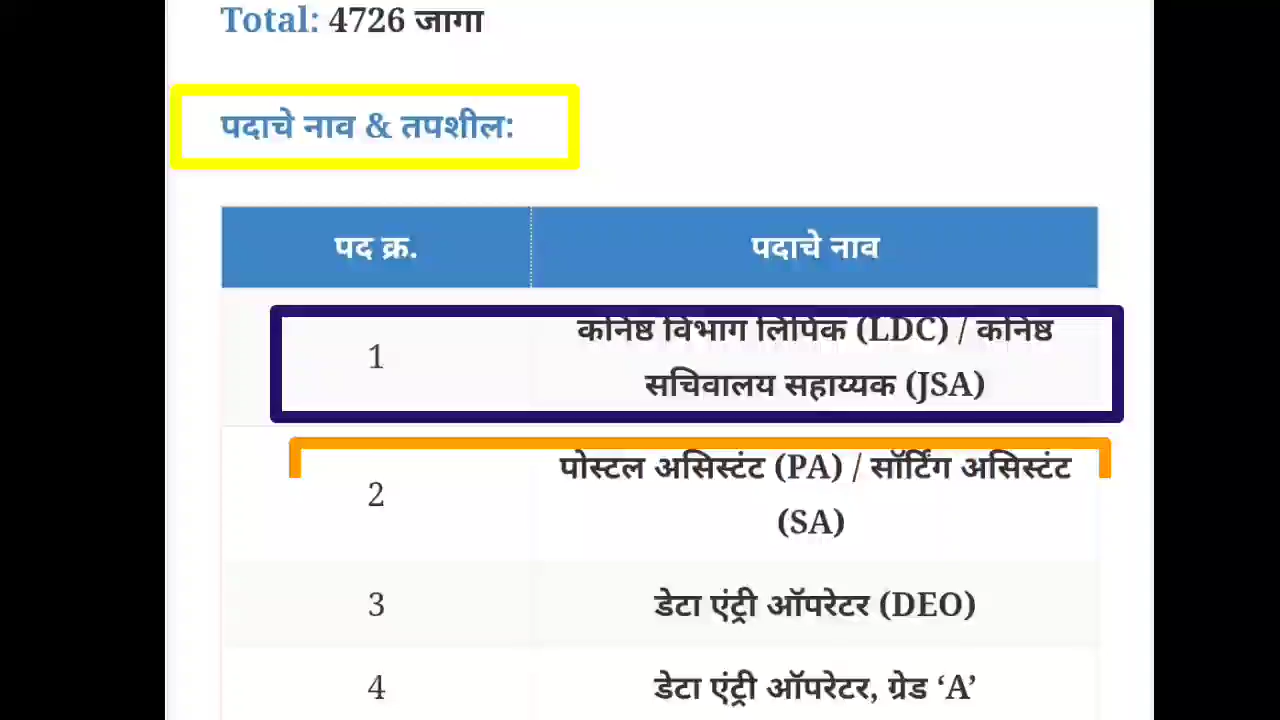 Total: 4726 जागा
पदाचे नाव & तपशील:
पद क्र. पदाचे नाव
1 कनिष्ठ विभाग लिपिक (LDC) / कनिष्ठ
सचिवालय सहाय्यक (JSA)
2 पोस्टल असिस्टंट (PA) / सॉर्टिंग असिस्टंट
(SA)
3 डेटा एंट्री ऑपरेटर (DEO)
4 डेटा एंट्री ऑपरेटर, ग्रेड ‘A’